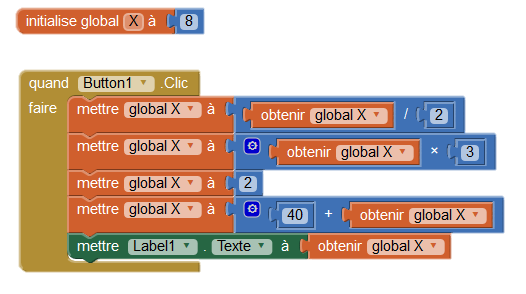 initialise global X à 8
quand Button1 .Clic
faire mettre global X à obtenir global X / 2
mettre global X à obtenir global X × 3
mettre global X à 2
mettre global X à 40 + obtenir global X
mettre Label1 . Texte à obtenir global X